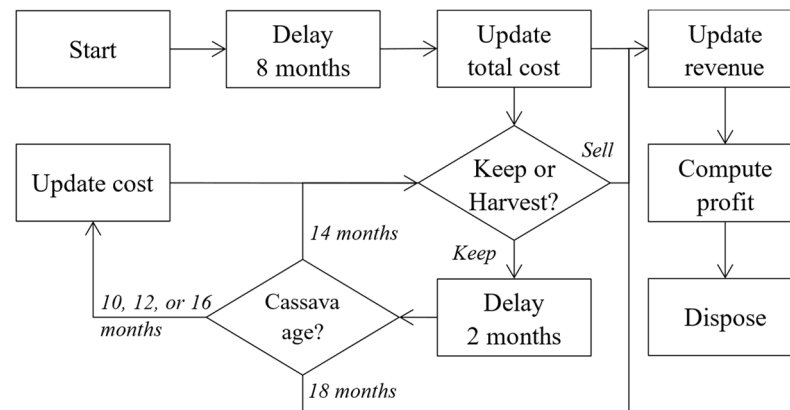 Start
Delay
8 months
Update
total cost
Update
revenue
Update cost
Keep or
Harvest?
Sell
Compute
profit
14 months
Keep
10, 12, or 16
months
Cassava
age?
Delay
2 months
Dispose
18 months